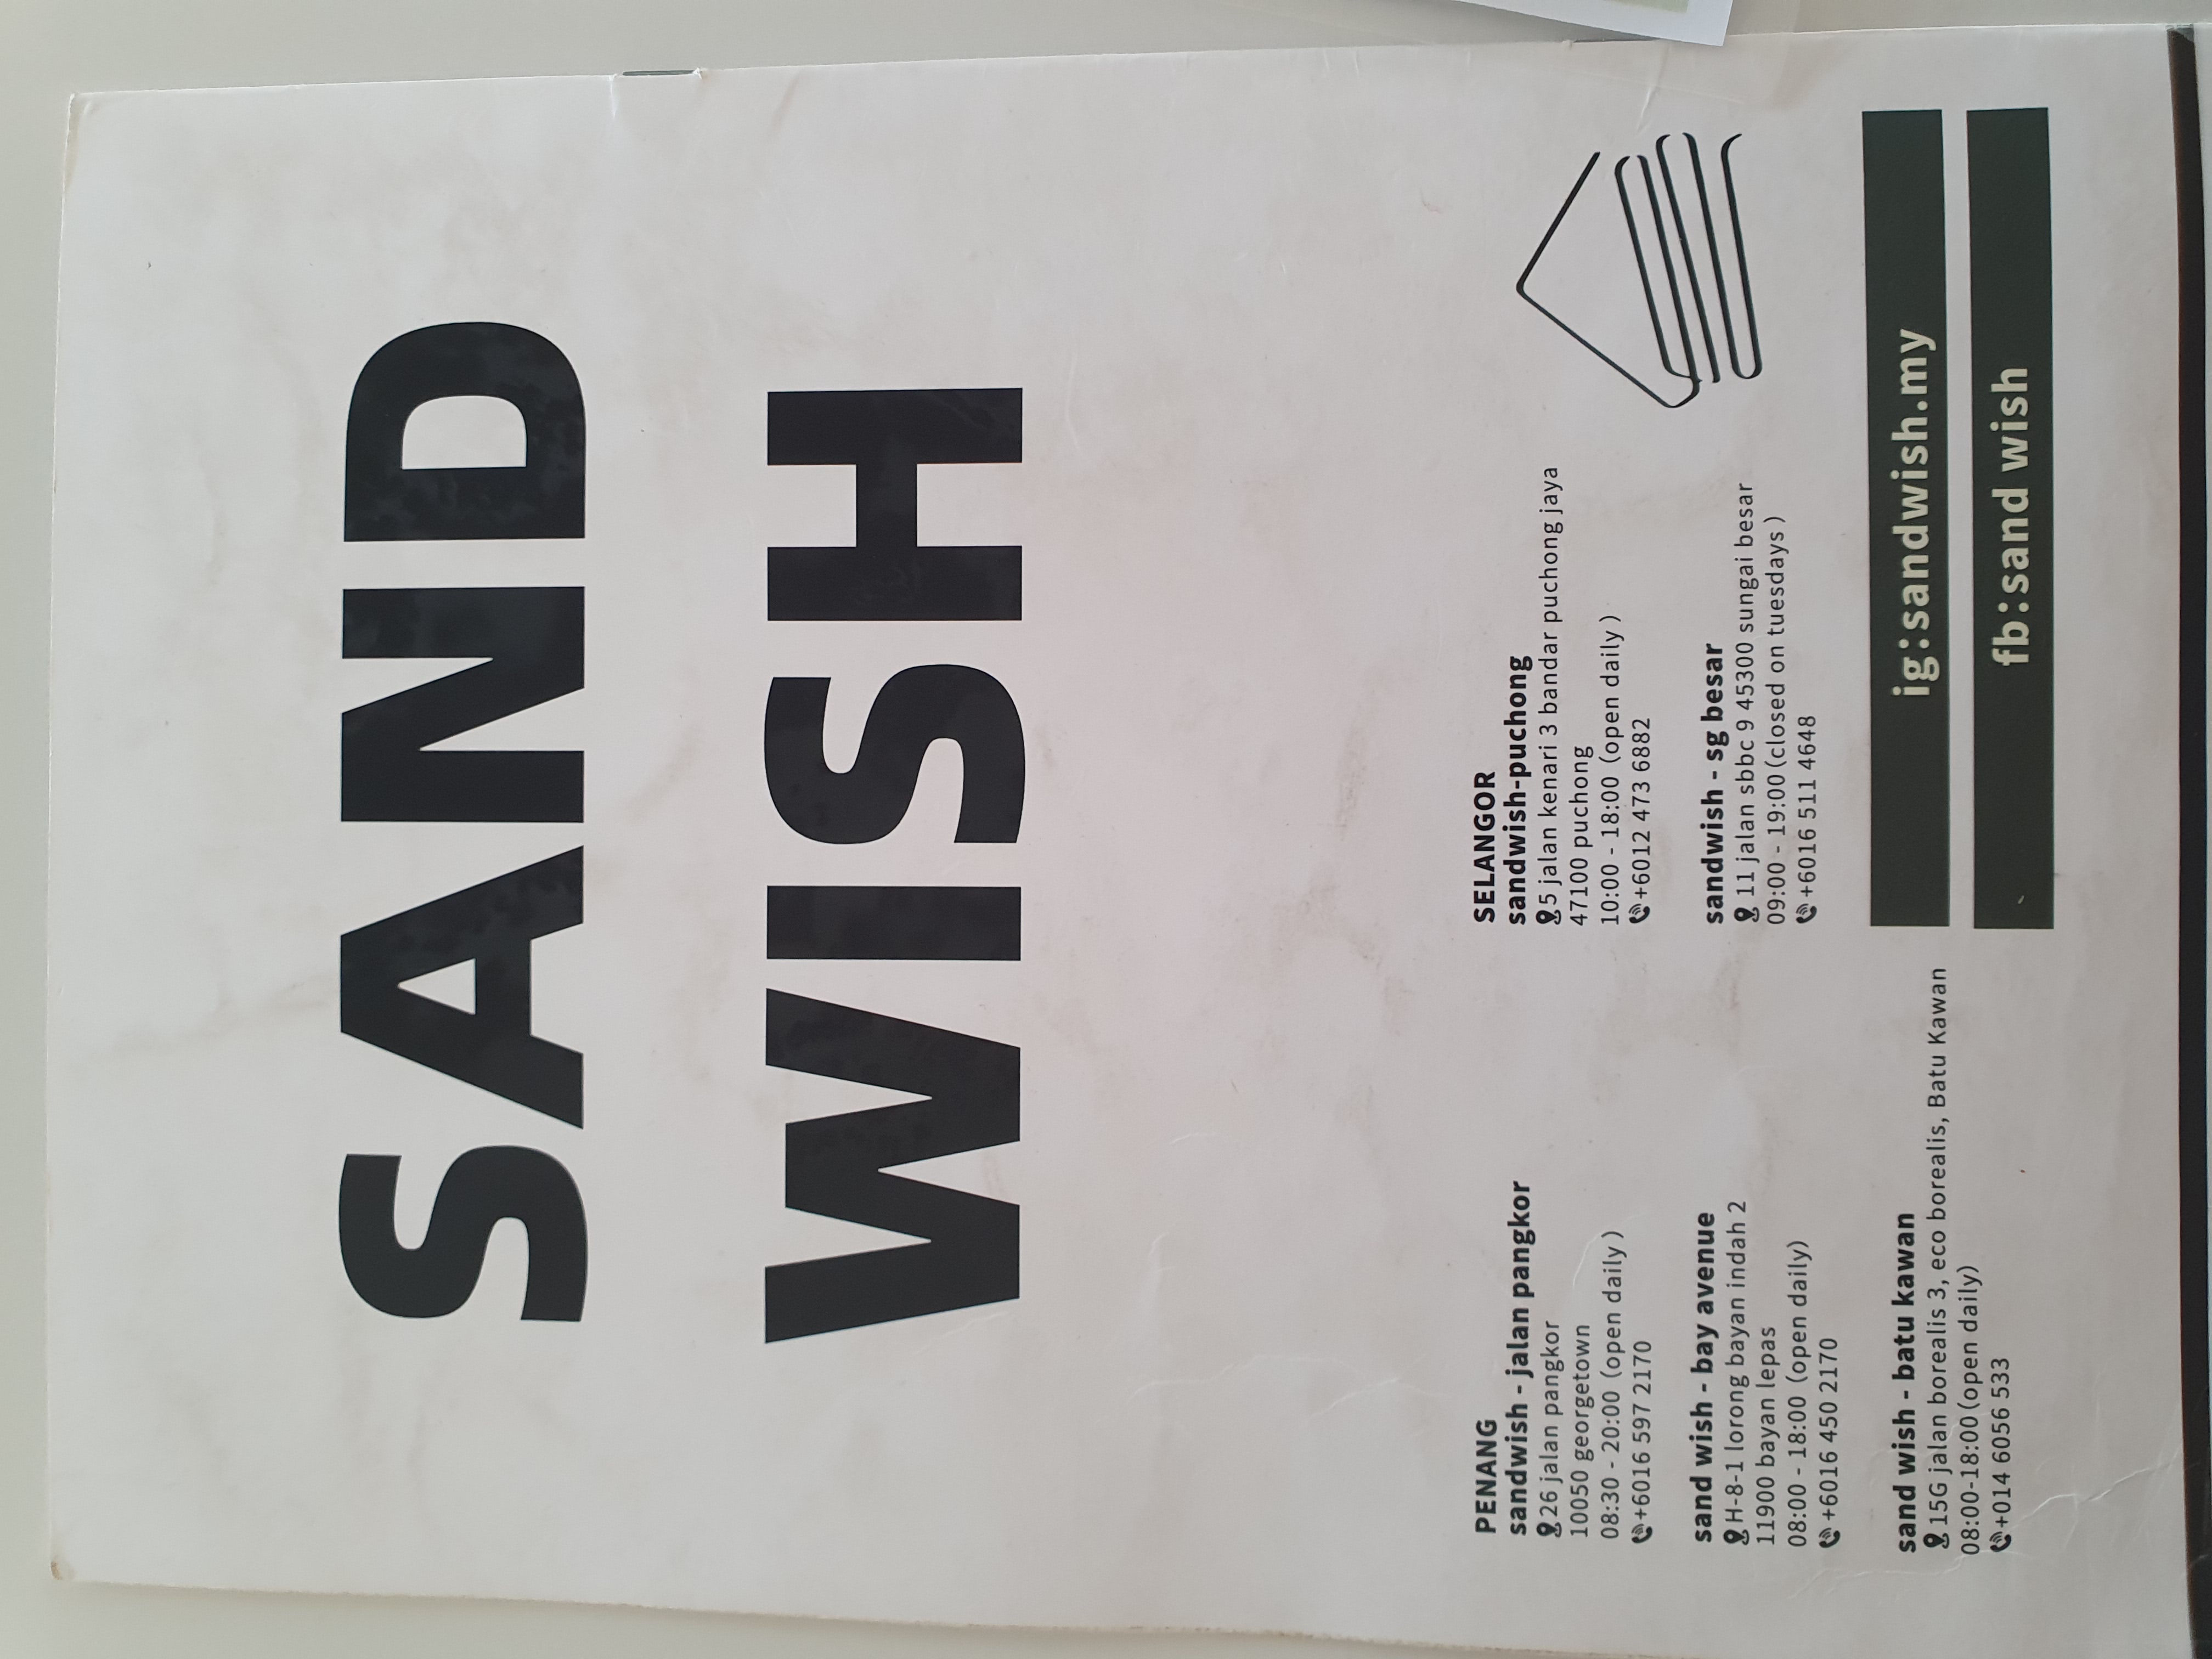 SAND
WISH
PENANG
sandwish - jalan pangkor
26 jalan pangkor
10050 georgetown
08:30 - 20:00 (open daily )
+6016 597 2170
sand wish - bay avenue
H-8-1 lorong bayan indah 2
11900 bayan lepas
08:00 - 18:00 (open daily)
+6016 450 2170
sand wish - batu kawan
15G jalan borealis 3, eco borealis, Batu Kawan
08:00-18:00(open daily)
+014 6056 533
SELANGOR
sandwish-puchong
5 jalan kenari 3 bandar puchong jaya
47100 puchong
10:00 - 18:00 (open daily )
+6012 473 6882
sandwish - sg besar
11 jalan sbbc 9 45300 sungai besar
09:00 - 19:00(closed on tuesdays )
+6016 511 4648
ig:sandwish.my
fb:sand wish